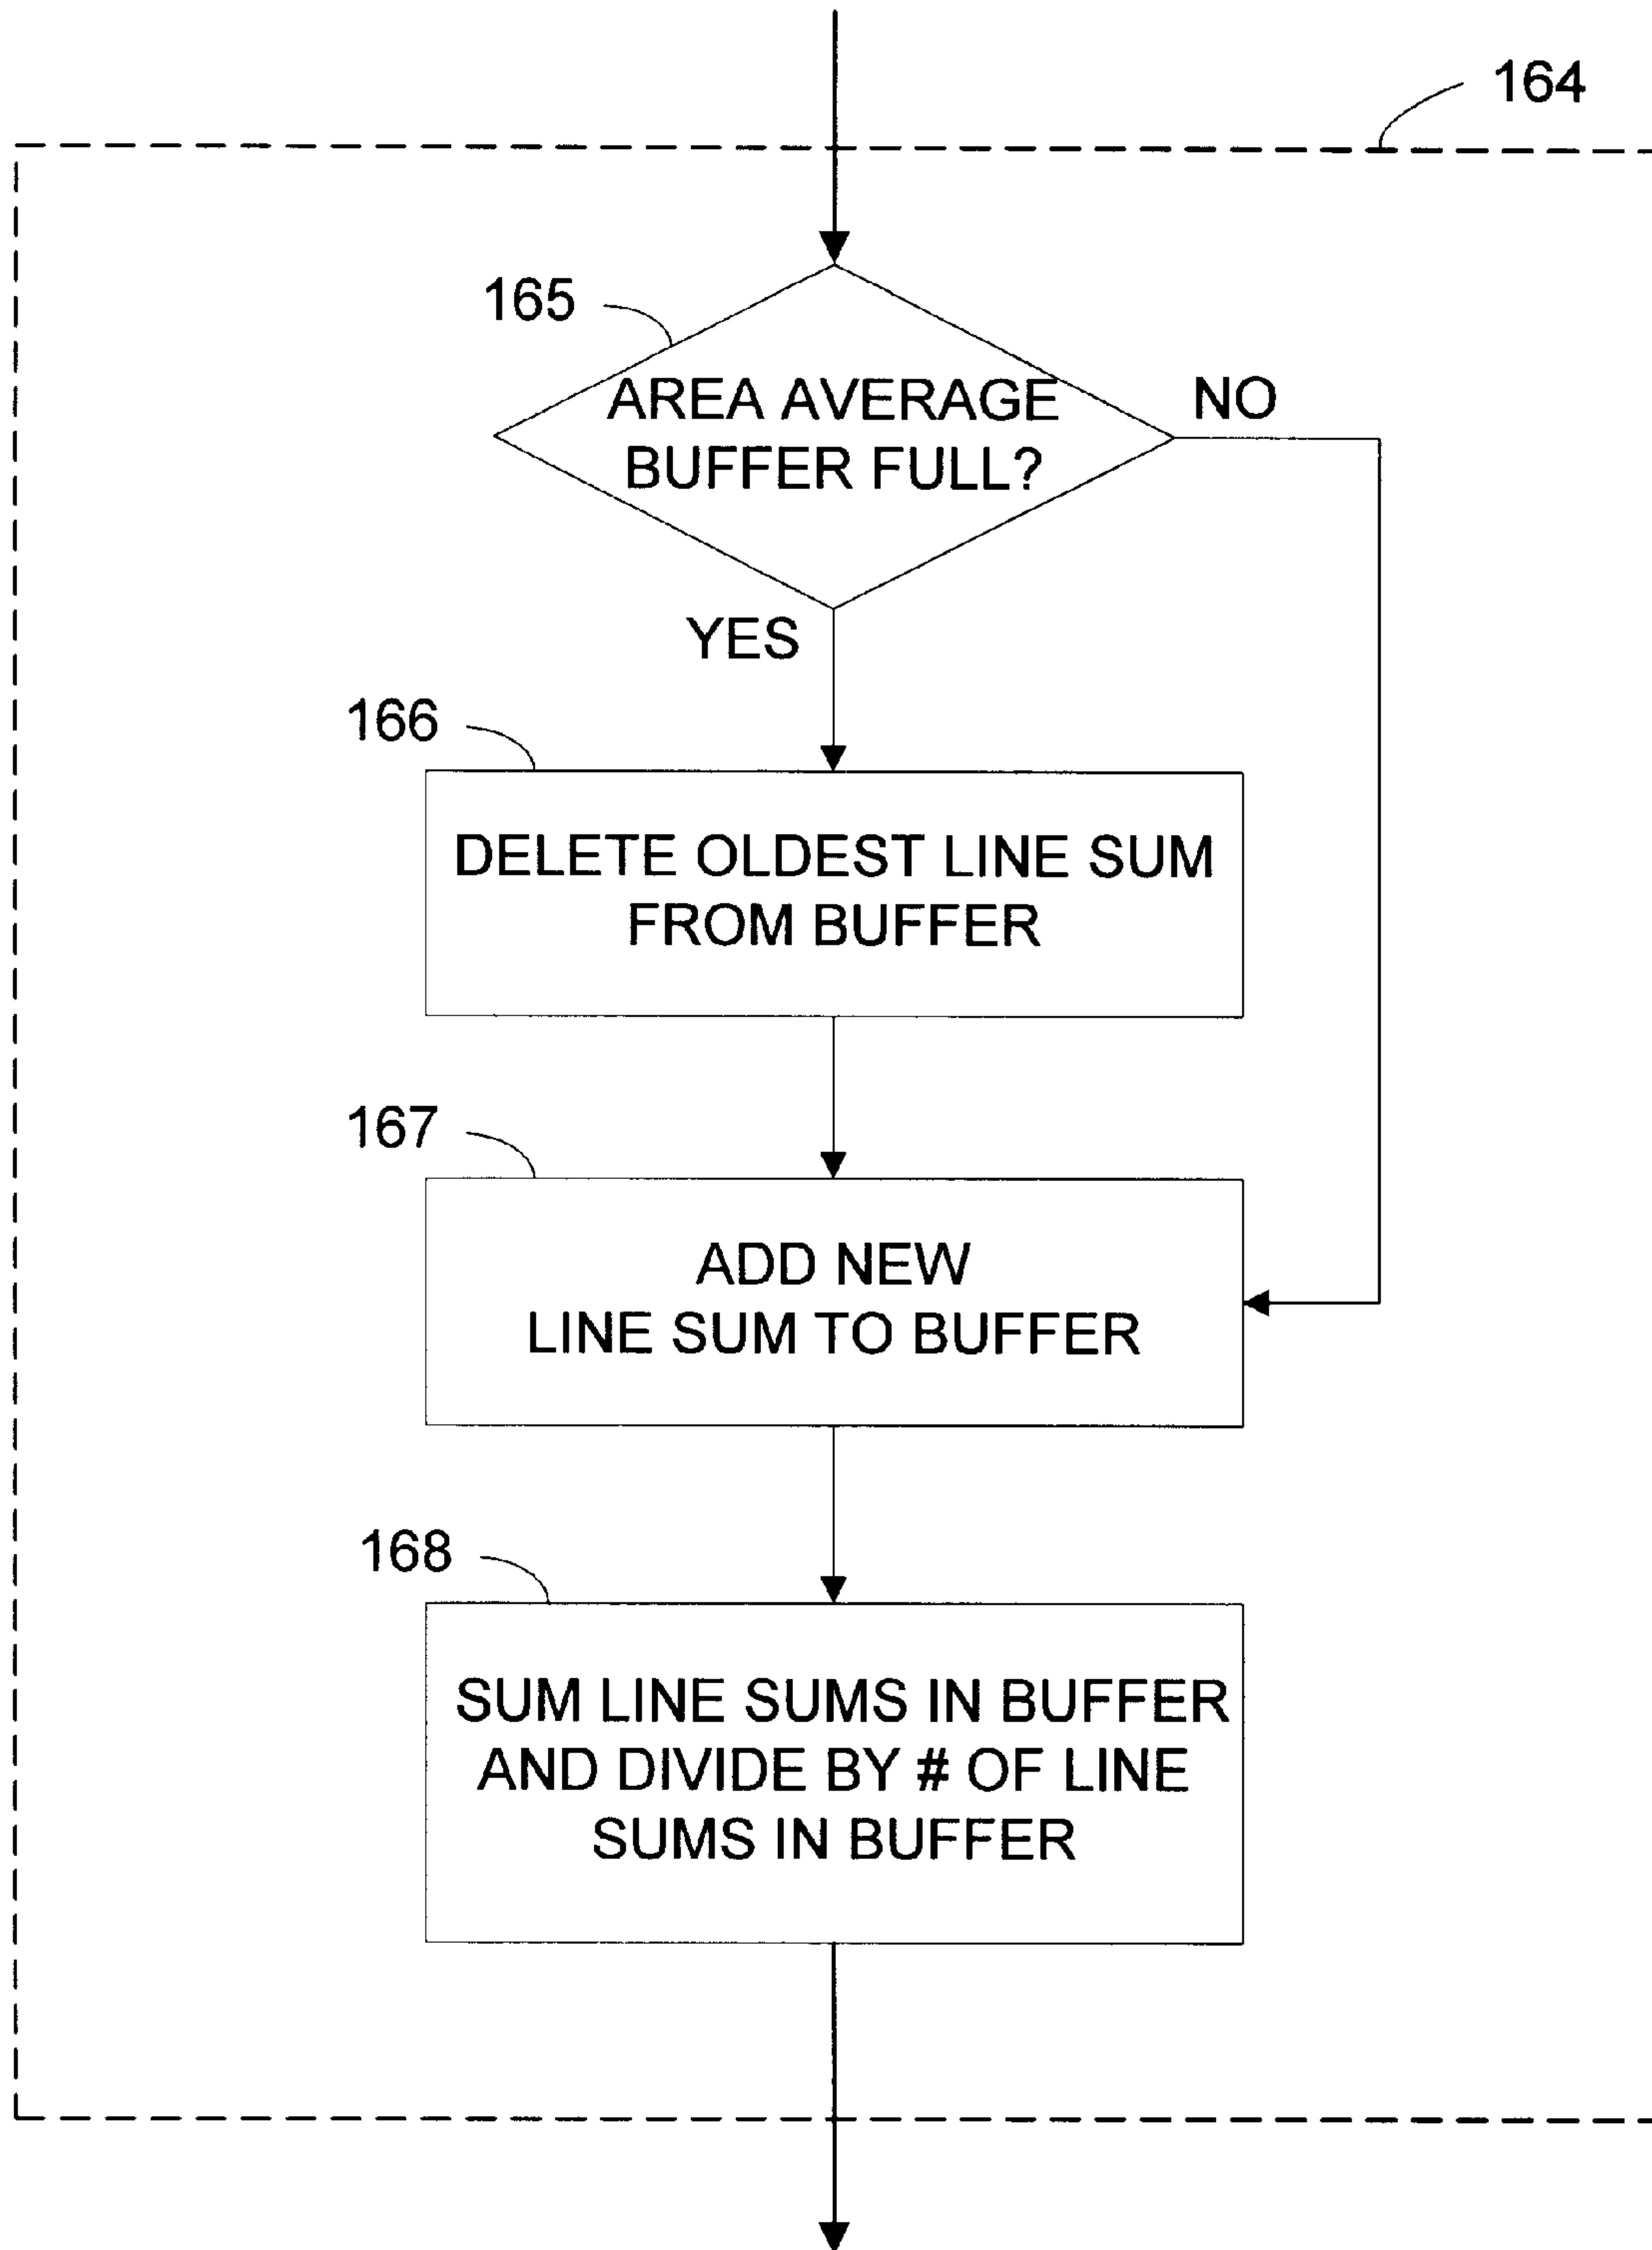 164
165
AREA AVERAGE
BUFFER FULL?
NO
YES
166
DELETE OLDEST LINE SUM
FROM BUFFER
167
ADD NEW
LINE SUM TO BUFFER
168
SUM LINE SUMS IN BUFFER
AND DIVIDE BY # OF LINE
SUMS IN BUFFER